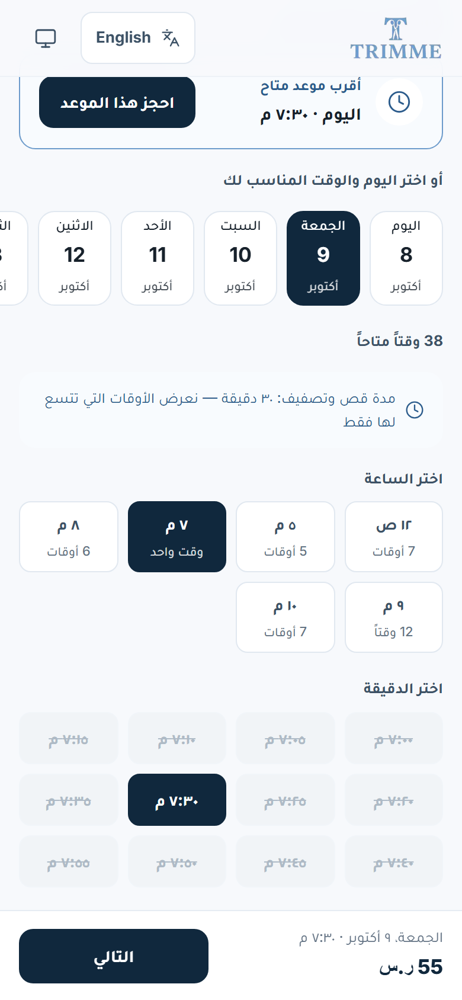 TRIMME
English
أقرب موعد متاح
اليوم · ٧:٣٠ م
احجز هذا الموعد
أو اختر اليوم والوقت المناسب لك
اليوم
8
أكتوبر
الجمعة
9
أكتوبر
السبت
10
أكتوبر
الأحد
11
أكتوبر
الاثنين
12
أكتوبر
38 وقتاً متاحاً
مدة قص وتصفيف: ٣٠ دقيقة — نعرض الأوقات التي تتسع
لها فقط
اختر الساعة
١٢ ص
7 أوقات
٥ م
5 أوقات
٧ م
وقت واحد
٨ م
6 أوقات
٩ م
12 وقتاً
١٠ م
7 أوقات
اختر الدقيقة
٧:٠٠ م
٧:٠٥ م
٧:١٠ م
٧:١٥ م
٧:٢٠ م
٧:٢٥ م
٧:٣٠ م
٧:٣٥ م
٧:٤٠ م
٧:٤٥ م
٧:٥٠ م
٧:٥٥ م
الجمعة، ٩ أكتوبر · ٧:٣٠ م
55 ر.س
التالي